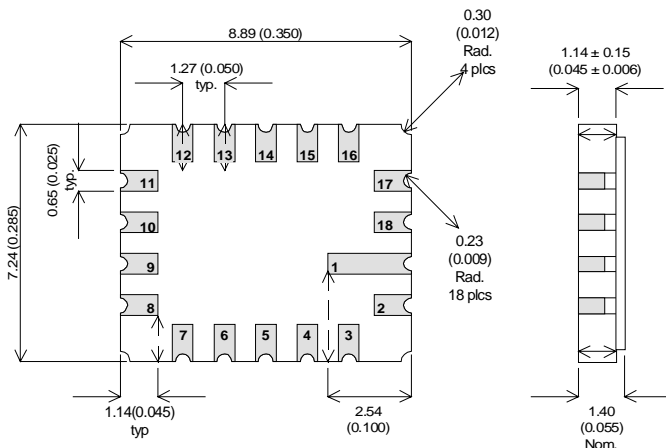 8.89 (0.350)
1.27 (0.050)
typ.
0.30
(0.012)
Rad.
4 plcs
1.14 ± 0.15
(0.045 ± 0.006)
12 13 14 15 16
11
10
9
8
17
18
1
2
7 6 5 4 3
0.65 (0.025)
typ.
7.24 (0.285)
0.23
(0.009)
Rad.
18 plcs
1.14(0.045)
typ
2.54
(0.100)
1.40
(0.055)
Nom.